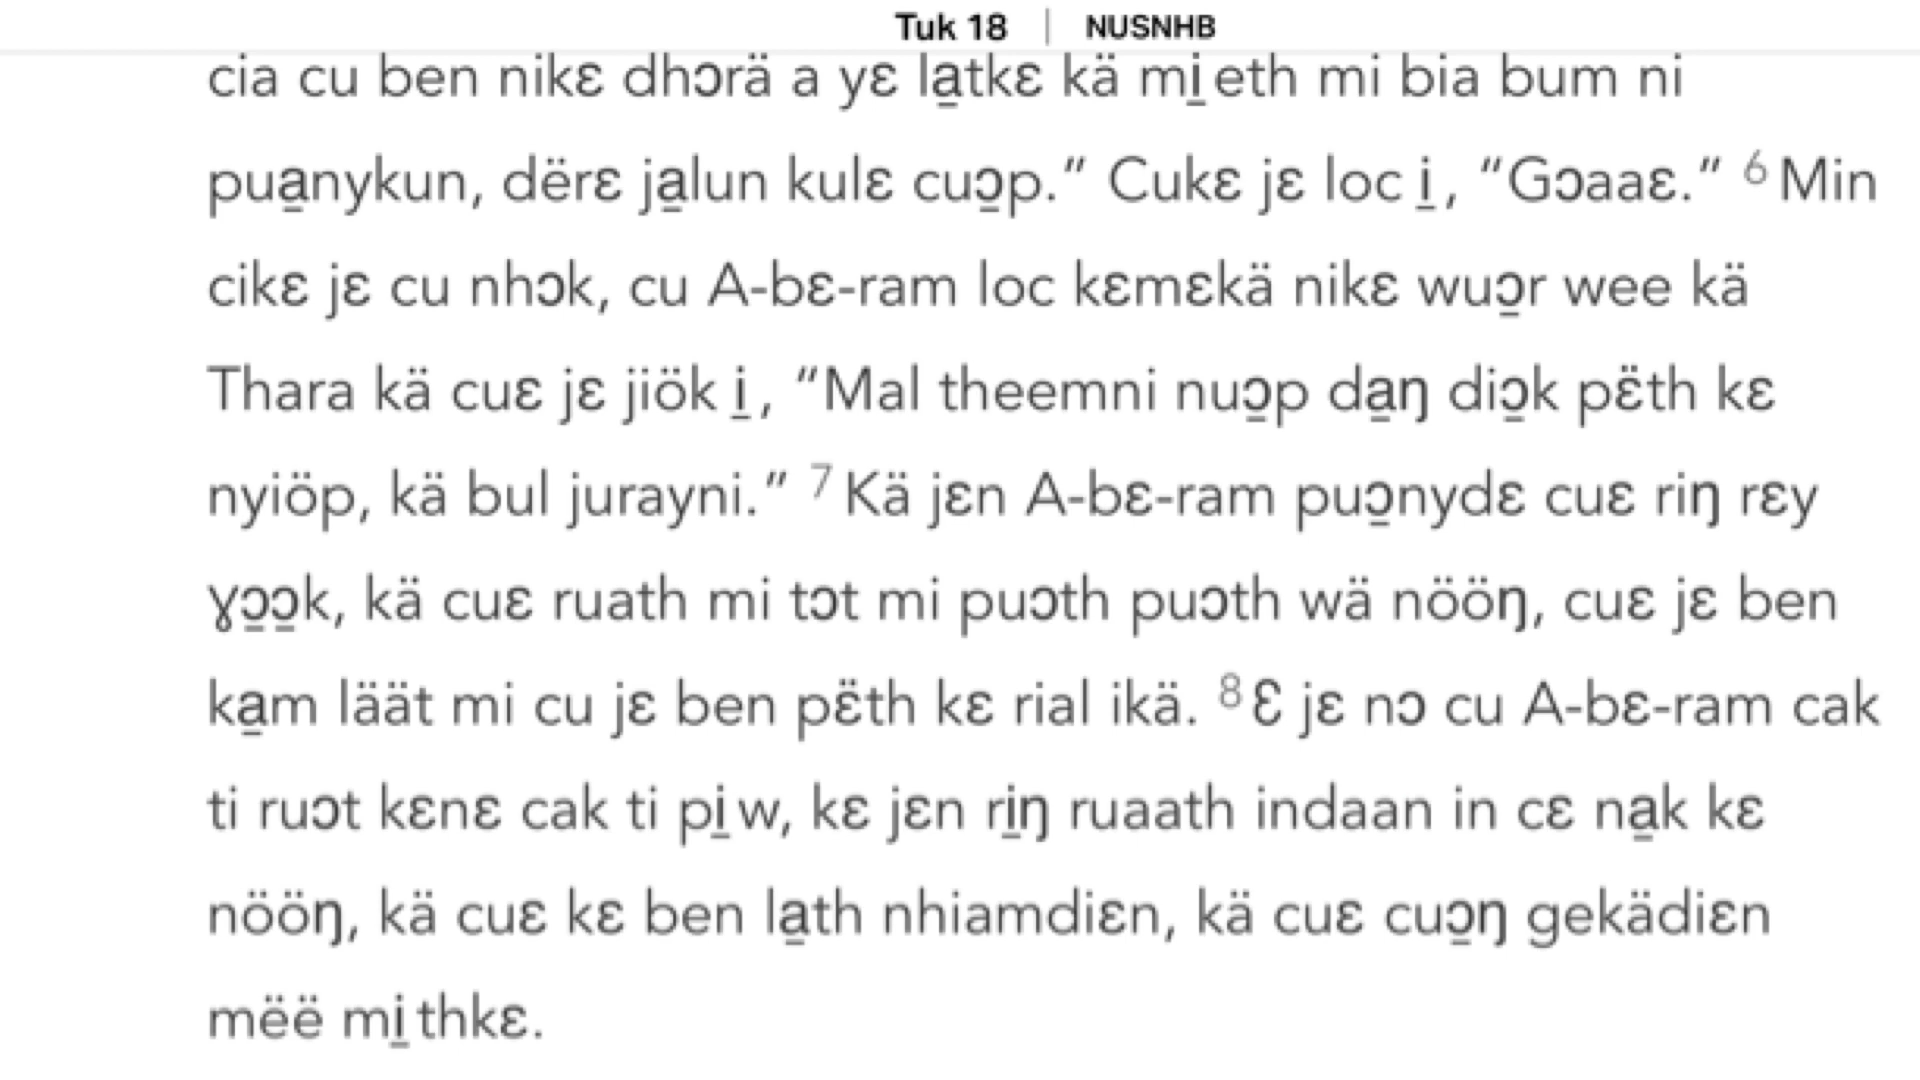 Tuk 18 | NUSNHB
cia cu ben nikɛ dhɔrä a yɛ la̱tkɛ kä mi̱ eth mi bia bum ni
pua̱nykun, dërɛ ja̱lun kulɛ cuɔ̱p.” Cukɛ jɛ loc i̱ , “Gɔaaɛ.” ⁶ Min
cikɛ jɛ cu nhɔk, cu A-bɛ-ram loc kɛmɛkä nikɛ wuɔ̱r wee kä
Thara kä cuɛ jɛ jiök i̱ , “Mal theemni nuɔ̱p da̱ŋ diɔ̱k pɛ̈th kɛ
nyiöp, kä bul jurayni.” ⁷ Kä jɛn A-bɛ-ram puɔ̱nydɛ cuɛ riŋ rɛy
ɣɔ̱ɔ̱k, kä cuɛ ruath mi tɔt mi puɔth puɔth wä nööŋ, cuɛ jɛ ben
ka̱m läät mi cu jɛ ben pɛ̈th kɛ rial ikä. ⁸ Ɛ jɛ nɔ cu A-bɛ-ram cak
ti ruɔt kɛnɛ cak ti pi̱ w, kɛ jɛn ri̱ŋ ruaath indaan in cɛ na̱k kɛ
nööŋ, kä cuɛ kɛ ben la̱th nhiamdiɛn, kä cuɛ cuɔ̱ŋ gekädiɛn
mëë mi̱ thkɛ.